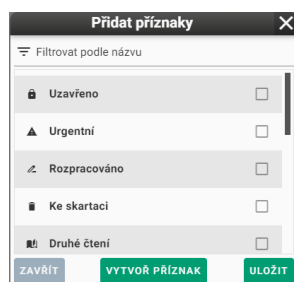 Přidat příznaky
Filtrovat podle názvu
Uzavřeno
Urgentní
Rozpracováno
Ke skartaci
Druhé čtení
ZAVŘÍT VYTVOŘ PŘÍZNAK ULOŽIT